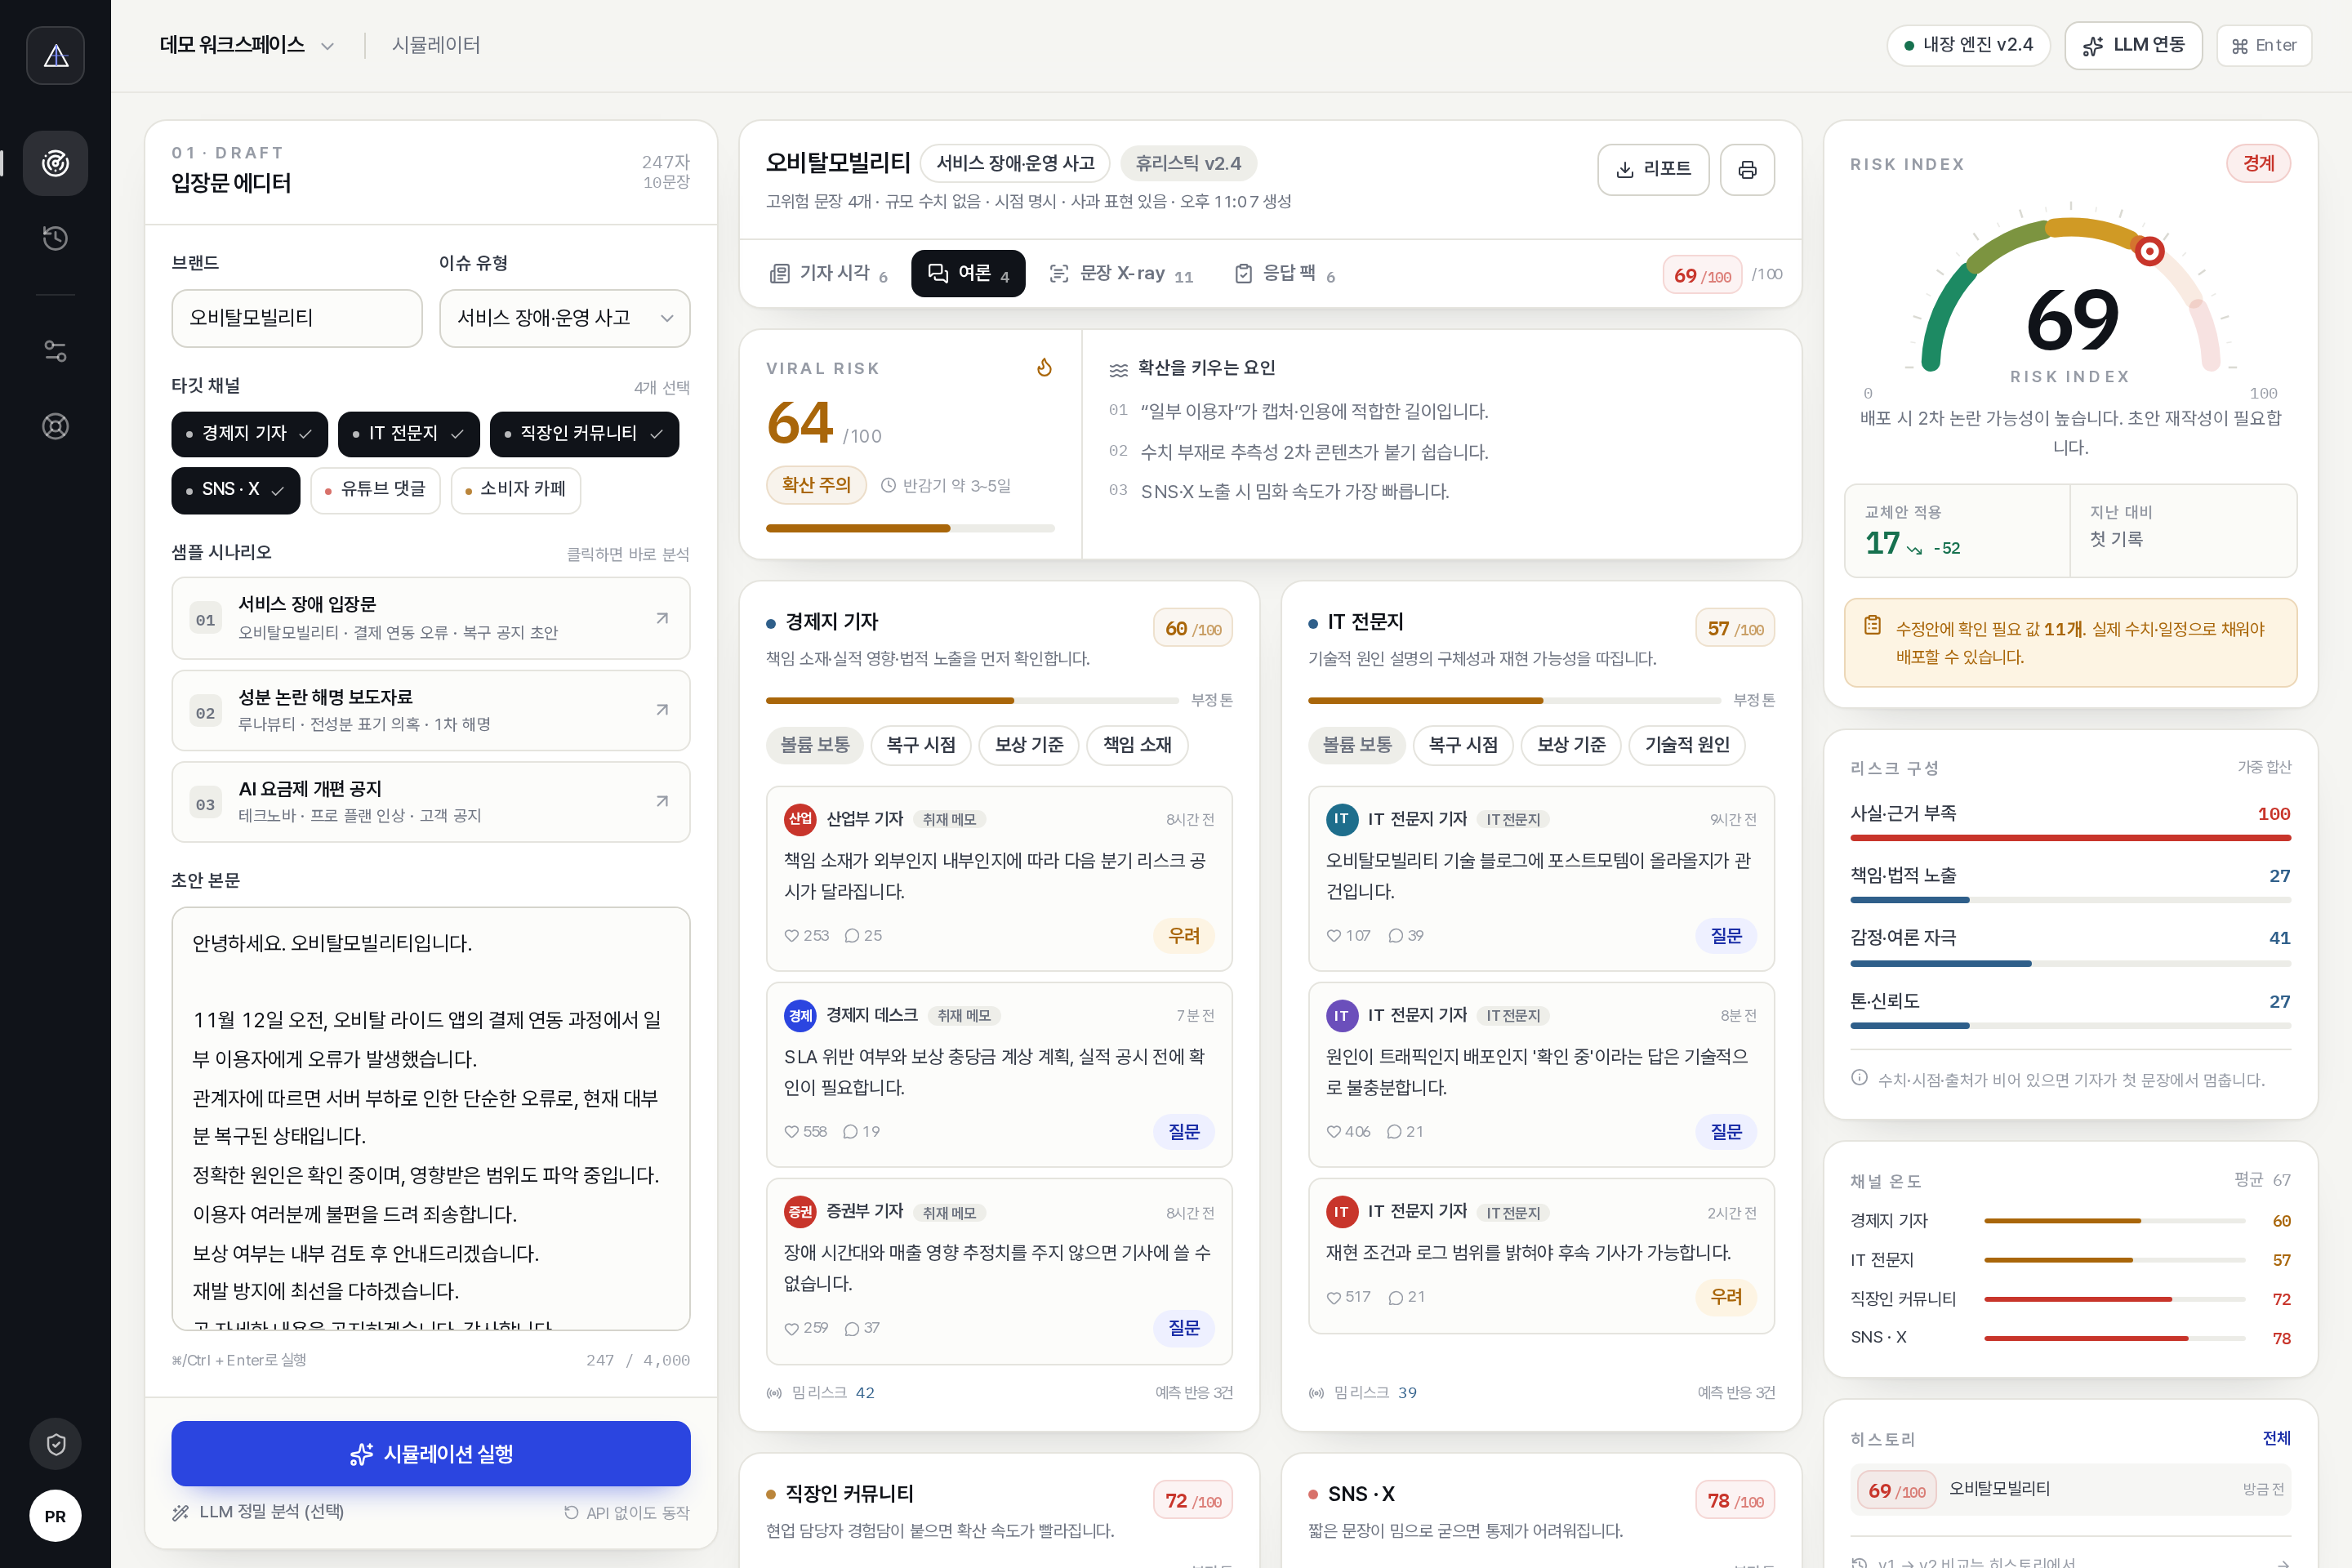 데모 워크스페이스
시뮬레이터
내장 엔진 v2.4
LLM 연동
⌘ Enter
01 · DRAFT
입장문 에디터
247자
10문장
브랜드
이슈 유형
오비탈모빌리티
서비스 장애·운영 사고
타깃 채널
4개 선택
경제지 기자
IT 전문지
직장인 커뮤니티
SNS · X
유튜브 댓글
소비자 카페
샘플 시나리오
클릭하면 바로 분석
01
서비스 장애 입장문
오비탈모빌리티 · 결제 연동 오류 · 복구 공지 초안
02
성분 논란 해명 보도자료
루나뷰티 · 전성분 표기 의혹 · 1차 해명
03
AI 요금제 개편 공지
테크노바 · 프로 플랜 인상 · 고객 공지
초안 본문
안녕하세요. 오비탈모빌리티입니다.
11월 12일 오전, 오비탈 라이드 앱의 결제 연동 과정에서 일
부 이용자에게 오류가 발생했습니다.
관계자에 따르면 서버 부하로 인한 단순한 오류로, 현재 대부
분 복구된 상태입니다.
정확한 원인은 확인 중이며, 영향받은 범위도 파악 중입니다.
이용자 여러분께 불편을 드려 죄송합니다.
보상 여부는 내부 검토 후 안내드리겠습니다.
재발 방지에 최선을 다하겠습니다.
곧 자세한 내용을 공지하겠습니다. 감사합니다.
⌘/Ctrl + Enter로 실행
247 / 4,000
시뮬레이션 실행
LLM 정밀 분석 (선택)
API 없이도 동작
PR
오비탈모빌리티
서비스 장애·운영 사고
휴리스틱 v2.4
고위험 문장 4개 · 규모 수치 없음 · 시점 명시 · 사과 표현 있음 · 오후 11:07 생성
리포트
기자 시각 6
여론 4
문장 X-ray 11
응답 팩 6
69 /100
/100
VIRAL RISK
64 /100
확산 주의
반감기 약 3~5일
확산을 키우는 요인
01 “일부 이용자”가 캡처·인용에 적합한 길이입니다.
02 수치 부재로 추측성 2차 콘텐츠가 붙기 쉽습니다.
03 SNS·X 노출 시 밈화 속도가 가장 빠릅니다.
경제지 기자
60 /100
책임 소재·실적 영향·법적 노출을 먼저 확인합니다.
부정 톤
볼륨 보통
복구 시점
보상 기준
책임 소재
산업
산업부 기자
취재 메모
8시간 전
책임 소재가 외부인지 내부인지에 따라 다음 분기 리스크 공
시가 달라집니다.
253
25
우려
경제
경제지 데스크
취재 메모
7분 전
SLA 위반 여부와 보상 충당금 계상 계획, 실적 공시 전에 확
인이 필요합니다.
558
19
질문
증권
증권부 기자
취재 메모
8시간 전
장애 시간대와 매출 영향 추정치를 주지 않으면 기사에 쓸 수
없습니다.
259
37
질문
밈 리스크 42
예측 반응 3건
IT 전문지
57 /100
기술적 원인 설명의 구체성과 재현 가능성을 따집니다.
부정 톤
볼륨 보통
복구 시점
보상 기준
기술적 원인
IT
IT 전문지 기자
IT전문지
9시간 전
오비탈모빌리티 기술 블로그에 포스트모템이 올라올지가 관
건입니다.
107
39
질문
IT
IT 전문지 기자
IT전문지
8분 전
원인이 트래픽인지 배포인지 '확인 중'이라는 답은 기술적으
로 불충분합니다.
406
21
질문
IT
IT 전문지 기자
IT전문지
2시간 전
재현 조건과 로그 범위를 밝혀야 후속 기사가 가능합니다.
517
21
우려
밈 리스크 39
예측 반응 3건
직장인 커뮤니티
72 /100
현업 담당자 경험담이 붙으면 확산 속도가 빨라집니다.
SNS · X
78 /100
짧은 문장이 밈으로 굳으면 통제가 어려워집니다.
RISK INDEX
경계
69
RISK INDEX
0
100
배포 시 2차 논란 가능성이 높습니다. 초안 재작성이 필요합
니다.
교체안 적용
17 -52
지난 대비
첫 기록
수정안에 확인 필요 값 11개. 실제 수치·일정으로 채워야
배포할 수 있습니다.
리스크 구성
가중 합산
사실·근거 부족 100
책임·법적 노출 27
감정·여론 자극 41
톤·신뢰도 27
수치·시점·출처가 비어 있으면 기자가 첫 문장에서 멈춥니다.
채널 온도
평균 67
경제지 기자 60
IT 전문지 57
직장인 커뮤니티 72
SNS · X 78
히스토리
전체
69 /100
오비탈모빌리티
방금 전
v1 → v2 비교는 히스토리에서